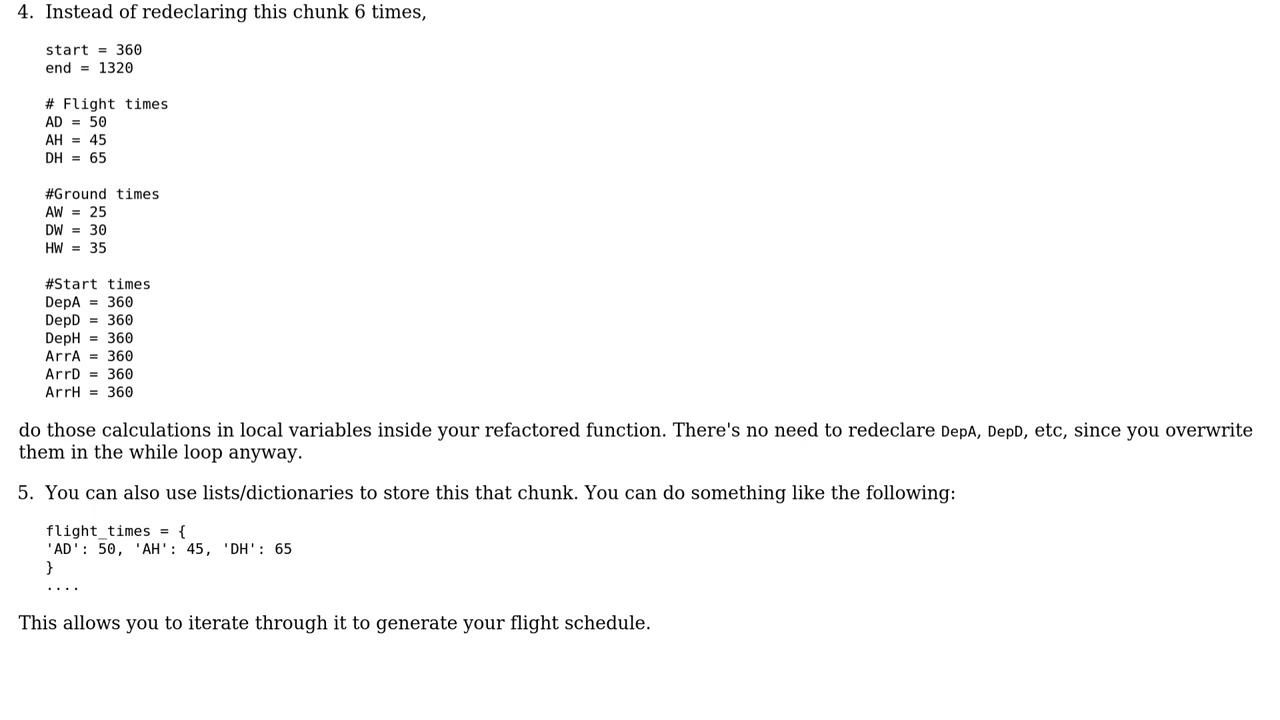 4. Instead of redeclaring this chunk 6 times,
start = 360
end = 1320
# Flight times
AD = 50
AH = 45
DH = 65
#Ground times
AW = 25
DW = 30
HW = 35
#Start times
DepA = 360
DepD = 360
DepH = 360
ArrA = 360
ArrD = 360
ArrH = 360
do those calculations in local variables inside your refactored function. There's no need to redeclare DepA, DepD, etc, since you overwrite
them in the while loop anyway.
5. You can also use lists/dictionaries to store this that chunk. You can do something like the following:
flight_times = {
'AD': 50, 'AH': 45, 'DH': 65
}
....
This allows you to iterate through it to generate your flight schedule.